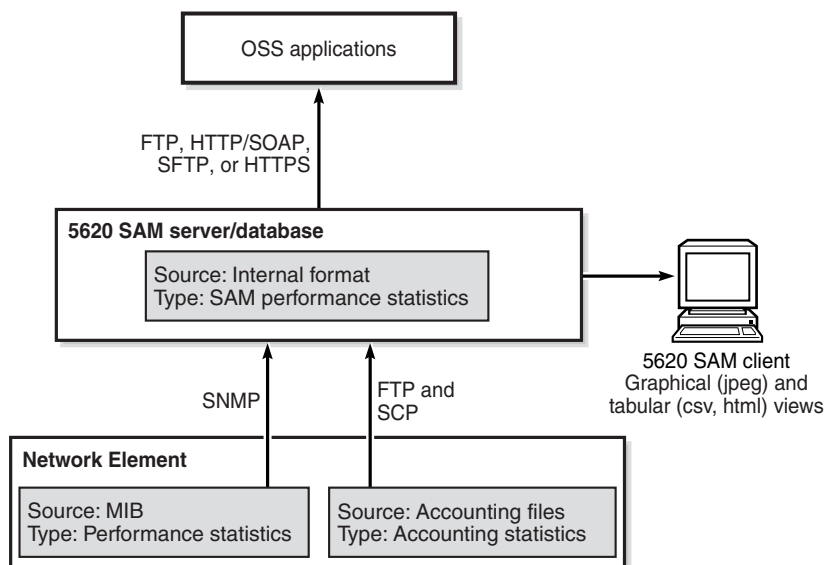 OSS applications
FTP, HTTP/SOAP,
SFTP, or HTTPS
5620 SAM server/database
Source: Internal format
Type: SAM performance statistics
5620 SAM client
Graphical (jpeg) and
tabular (csv, html) views
SNMP
FTP and
SCP
Network Element
Source: MIB
Type: Performance statistics
Source: Accounting files
Type: Accounting statistics